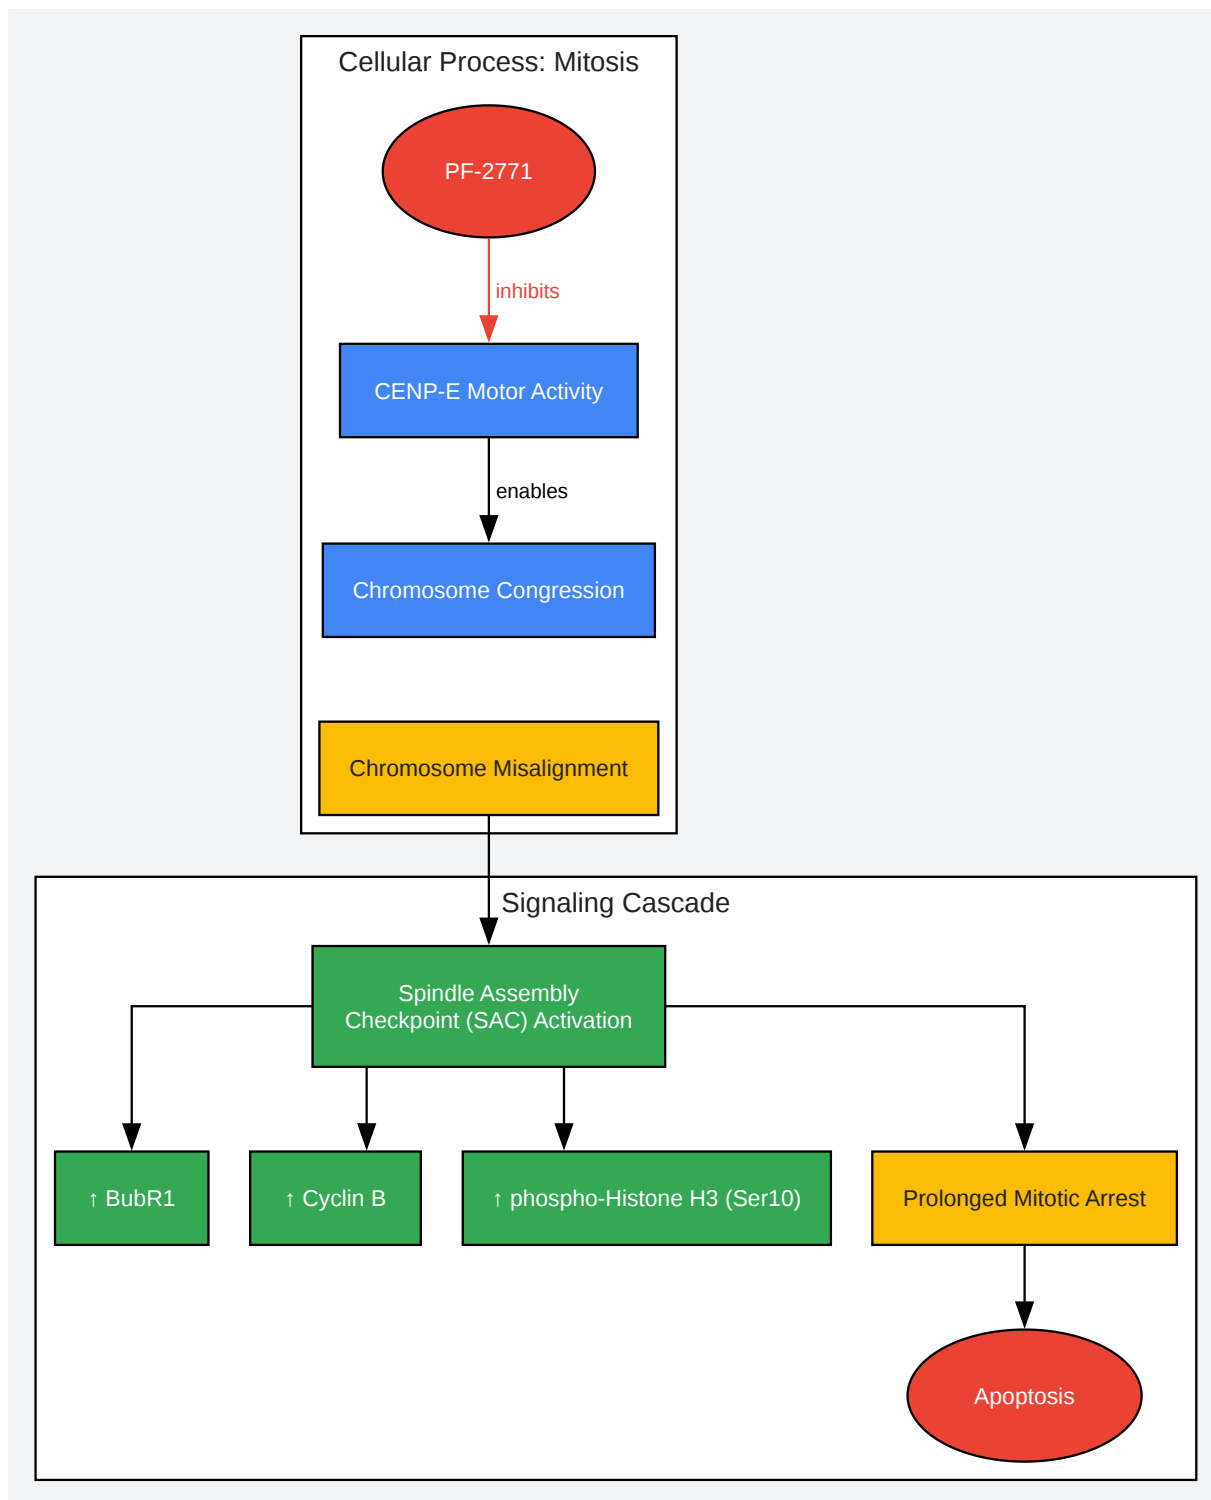 Cellular Process: Mitosis
PF-2771
inhibits
CENP-E Motor Activity
enables
Chromosome Congression
Chromosome Misalignment
Signaling Cascade
Spindle Assembly
Checkpoint (SAC) Activation
↑ BubR1
↑ Cyclin B
↑ phospho-Histone H3 (Ser10)
Prolonged Mitotic Arrest
Apoptosis